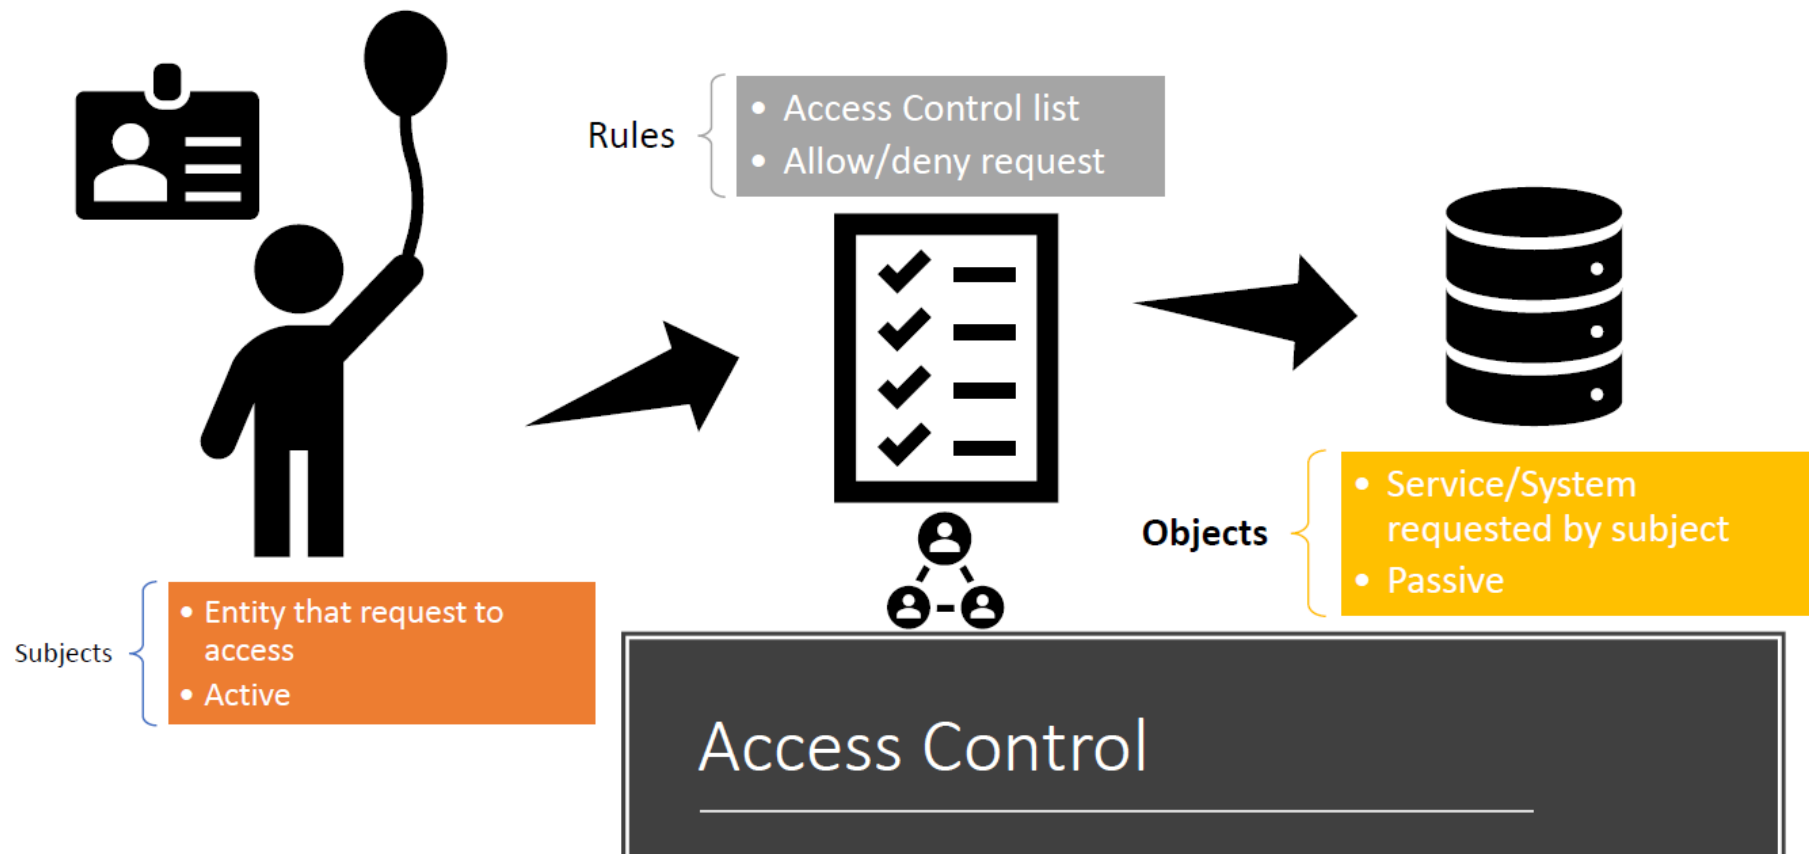 Rules
• Access Control list
• Allow/deny request
Subjects
• Entity that request to
access
• Active
Objects
• Service/System
requested by subject
• Passive
Access Control